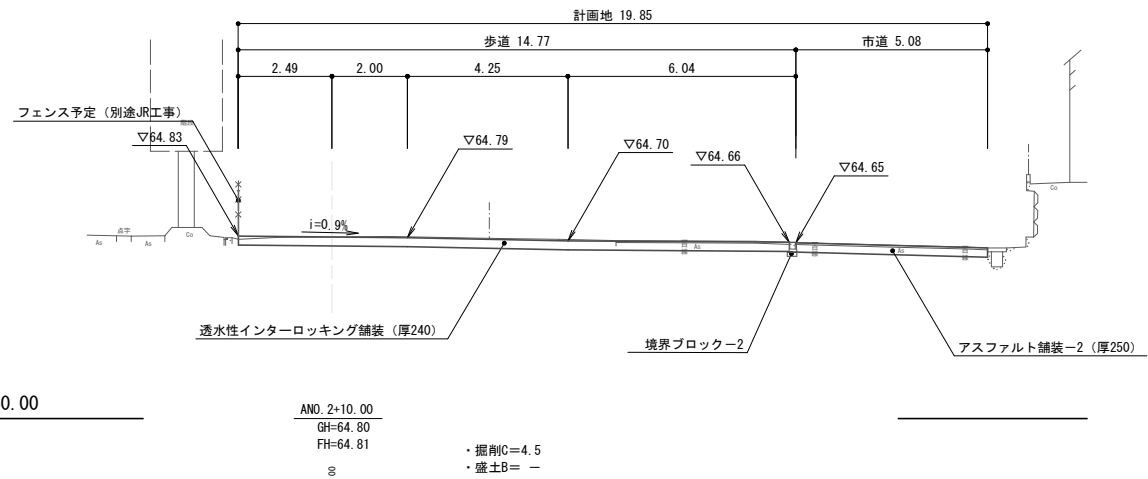 計画地 19.85
歩道 14.77
市道 5.08
2.49
2.00
4.25
6.04
フェンス予定（別途JR工事）
▽64.83
▽64.79
▽64.70
▽64.66
▽64.65
i=0.9%
点字
As
As
Co
As
As
Co
透水性インターロッキング舗装（厚240）
境界ブロックー2
アスファルト舗装ー2（厚250）
0.00
ANO.2+10.00
GH=64.80
FH=64.81
・掘削C=4.5
・盛土B= －
00